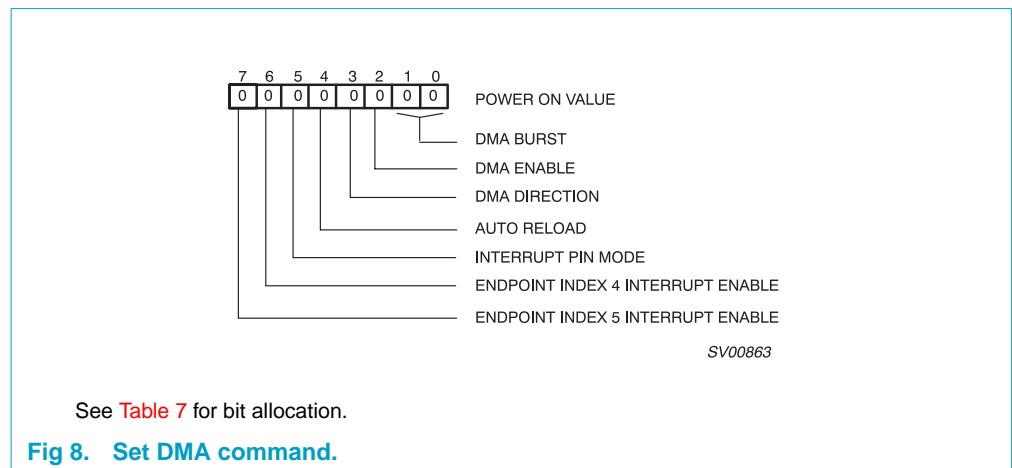 7 6 5 4 3 2 1 0
0 0 0 0 0 0 0 0 POWER ON VALUE
DMA BURST
DMA ENABLE
DMA DIRECTION
AUTO RELOAD
INTERRUPT PIN MODE
ENDPOINT INDEX 4 INTERRUPT ENABLE
ENDPOINT INDEX 5 INTERRUPT ENABLE
SV00863
See Table 7 for bit allocation.
Fig 8. Set DMA command.